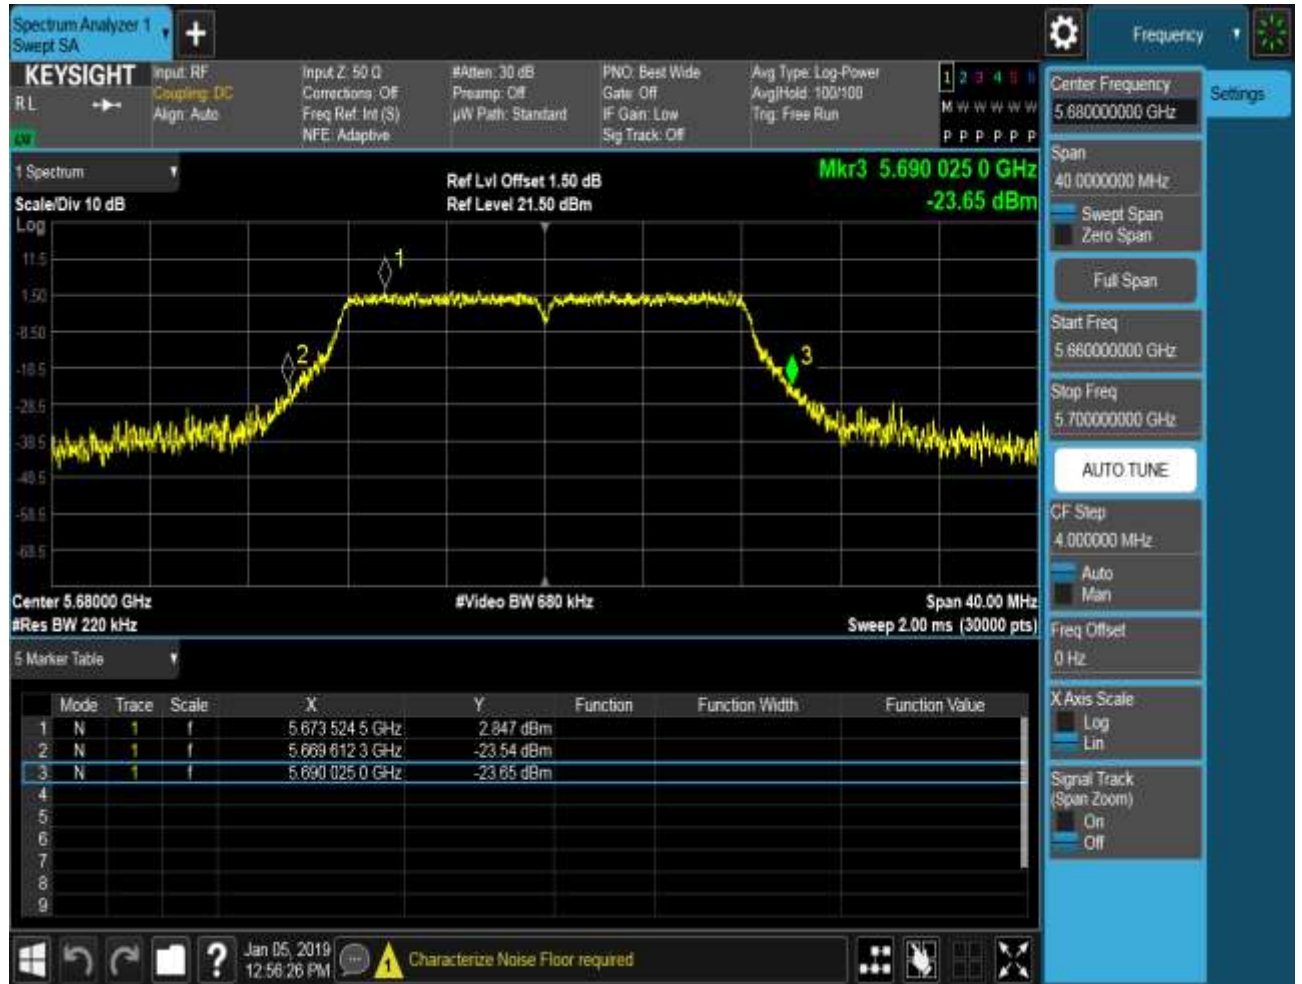 Spectrum Analyzer 1
Swept SA
Frequency
KEYSIGHT
R L
Input: RF
Coupling: DC
Align: Auto
Input Z: 50 Ω
Corrections: Off
Freq Ref: Int (S)
NFE: Adaptive
#Atten: 30 dB
Preamp: Off
µW Path: Standard
PNO: Best Wide
Gate: Off
IF Gain: Low
Sig Track: Off
Avg Type: Log-Power
Avg|Hold: 100/100
Trig: Free Run
1 2 3 4 5 6
M W W W W W
P P P P P P
1 Spectrum
Scale/Div 10 dB
Ref Lvl Offset 1.50 dB
Ref Level 21.50 dBm
Mkr3 5.690 025 0 GHz
-23.65 dBm
Log
11.5
1.50
-8.50
-18.5
-28.5
-38.5
-48.5
-58.5
-68.5
1
2
3
Center 5.68000 GHz
#Res BW 220 kHz
#Video BW 680 kHz
Span 40.00 MHz
Sweep 2.00 ms (30000 pts)
5 Marker Table
Mode Trace Scale X Y Function Function Width Function Value
1 N 1 f 5.673 524 5 GHz 2.847 dBm
2 N 1 f 5.669 612 3 GHz -23.54 dBm
3 N 1 f 5.690 025 0 GHz -23.65 dBm
4
5
6
7
8
9
Jan 05, 2019
12:56:26 PM
Characterize Noise Floor required
Settings
Center Frequency
5.680000000 GHz
Span
40.0000000 MHz
Swept Span
Zero Span
Full Span
Start Freq
5.660000000 GHz
Stop Freq
5.700000000 GHz
AUTO TUNE
CF Step
4.000000 MHz
Auto
Man
Freq Offset
0 Hz
X Axis Scale
Log
Lin
Signal Track
(Span Zoom)
On
Off